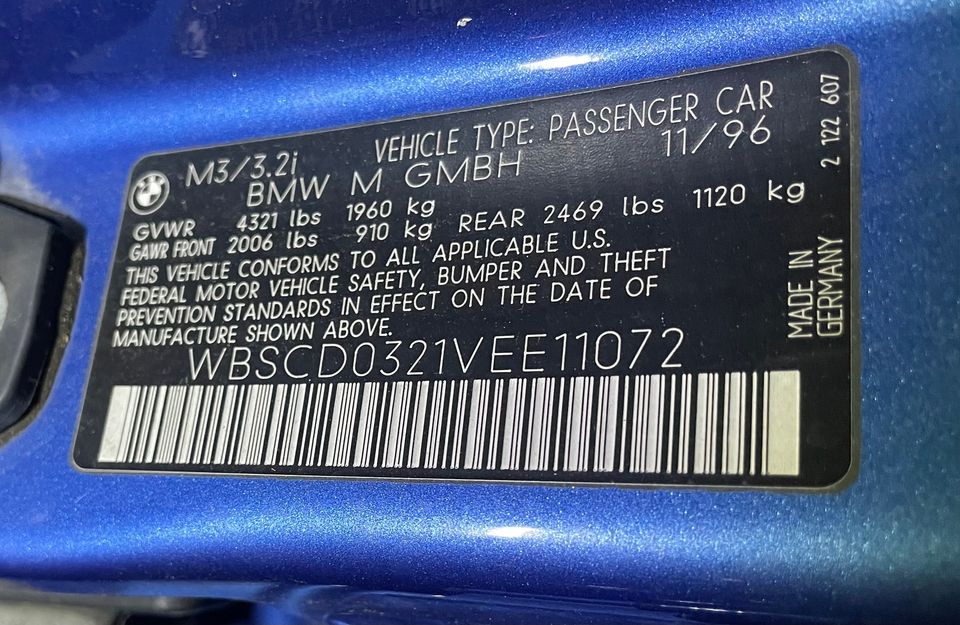 M3/3.2i VEHICLE TYPE: PASSENGER CAR
BMW M GMBH 11/96
GVWR 4321 lbs 1960 kg
GAWR FRONT 2006 lbs 910 kg REAR 2469 lbs 1120 kg
THIS VEHICLE CONFORMS TO ALL APPLICABLE U.S.
FEDERAL MOTOR VEHICLE SAFETY, BUMPER AND THEFT
PREVENTION STANDARDS IN EFFECT ON THE DATE OF
MANUFACTURE SHOWN ABOVE.
WBSCD0321VEE11072
MADE IN
GERMANY
2 122 607